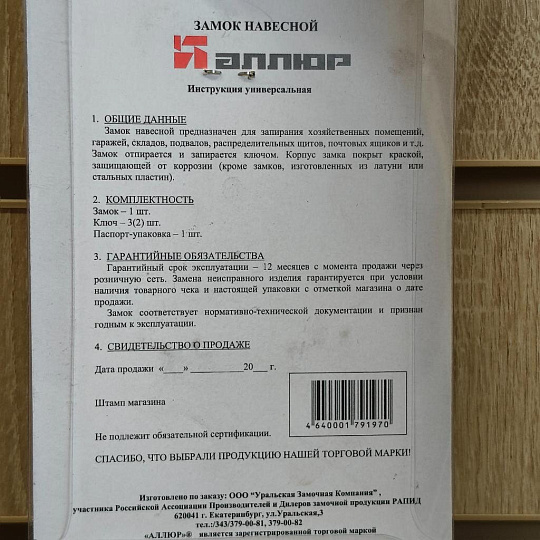 ЗАМОК НАВЕСНОЙ
аллюр
Инструкция универсальная
1. ОБЩИЕ ДАННЫЕ
Замок навесной предназначен для запирания хозяйственных помещений,
гаражей, складов, подвалов, распределительных щитов, почтовых ящиков и т.д.
Замок отпирается и запирается ключом. Корпус замка покрыт краской,
защищающей от коррозии (кроме замков, изготовленных из латуни или
стальных пластин).
2. КОМПЛЕКТНОСТЬ
Замок – 1 шт.
Ключ – 3(2) шт.
Паспорт-упаковка – 1 шт.
3. ГАРАНТИЙНЫЕ ОБЯЗАТЕЛЬСТВА
Гарантийный срок эксплуатации – 12 месяцев с момента продажи через
розничную сеть. Замена неисправного изделия гарантируется при условии
наличия товарного чека и настоящей упаковки с отметкой магазина о дате
продажи.
Замок соответствует нормативно-технической документации и признан
годным к эксплуатации.
4. СВИДЕТЕЛЬСТВО О ПРОДАЖЕ
Дата продажи «____» ____________20___ г.
Штамп магазина
4 640001 791970
Не подлежит обязательной сертификации.
СПАСИБО, ЧТО ВЫБРАЛИ ПРОДУКЦИЮ НАШЕЙ ТОРГОВОЙ МАРКИ!
Изготовлено по заказу: ООО “Уральская Замочная Компания” ,
участника Российской Ассоциации Производителей и Дилеров замочной продукции РАПИД
620041 г. Екатеринбург, ул.Уральская,3
тел.:/343/379-00-81, 379-00-82
«АЛЛЮР»® является зарегистрированной торговой маркой